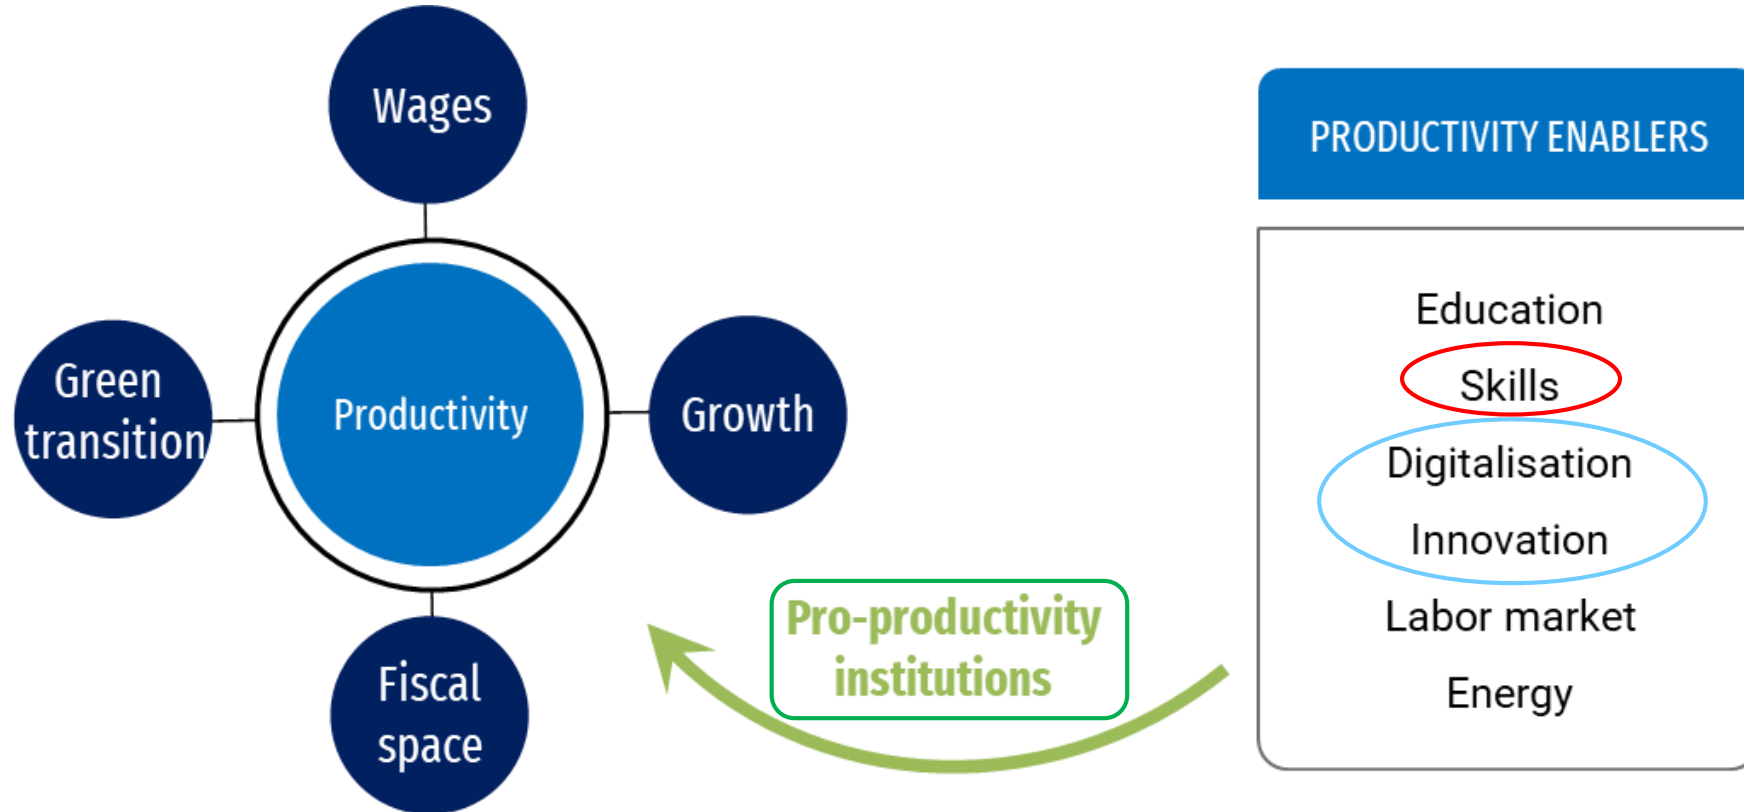 Wages
Green
transition
Productivity
Growth
Fiscal
space
Pro-productivity
institutions
PRODUCTIVITY ENABLERS
Education
Skills
Digitalisation
Innovation
Labor market
Energy